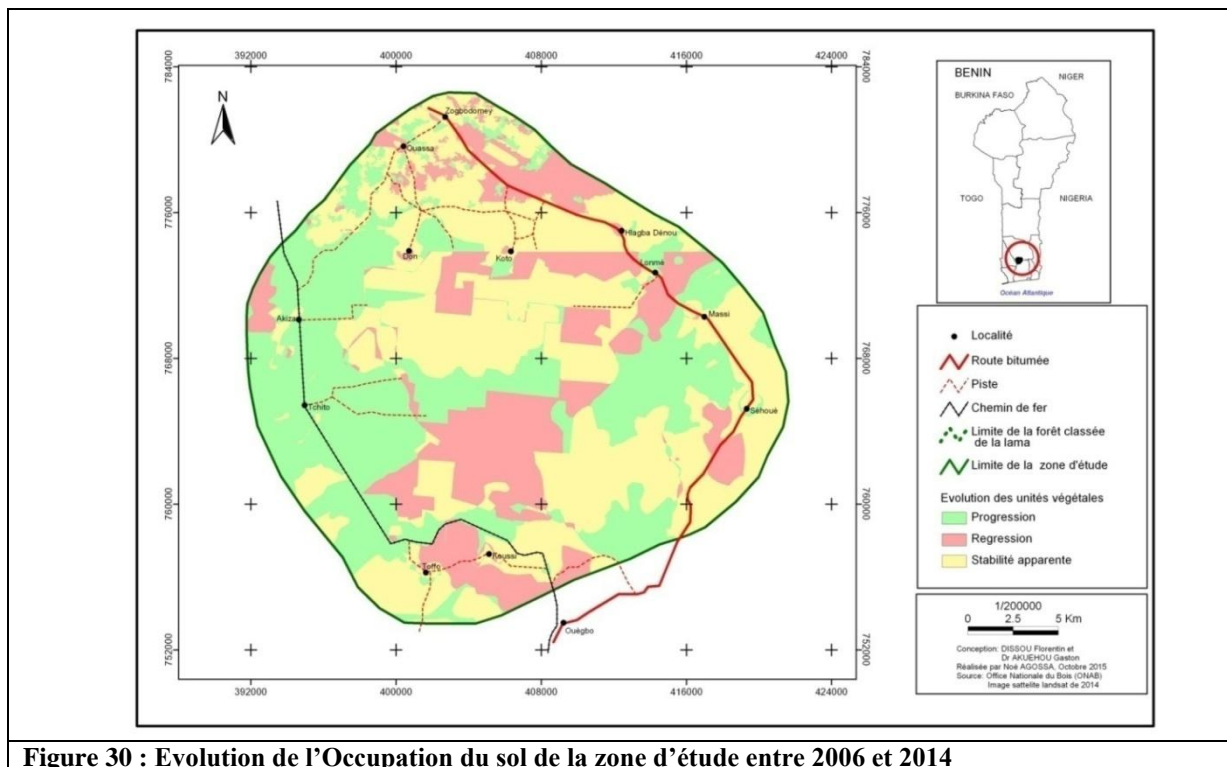 392000 400000 408000 416000 424000
784000 784000
N
Zogbodomey
Ouassa
776000 776000
Hlagba Dénou
Don Koto
Lonmé
Akiza
Massi
768000 768000
Tchito
Séhoué
760000 760000
Kaussi
Toffo
Ouégbo
752000 752000
392000 400000 408000 416000 424000
BENIN
NIGER
BURKINA FASO
TOGO NIGERIA
Océan Atlantique
Localité
Route bitumée
Piste
Chemin de fer
Limite de la forêt classée
de la lama
Limite de la zone d'étude
Evolution des unités végétales
Progression
Regression
Stabilité apparente
1/200000
0 2.5 5 Km
Conception: DISSOU Florentin et
Dr AKUEHOU Gaston
Réalisée par Noé AGOSSA, Octobre 2015
Source: Office Nationale du Bois (ONAB)
Image sattelite landsat de 2014
Figure 30 : Evolution de l'Occupation du sol de la zone d'étude entre 2006 et 2014